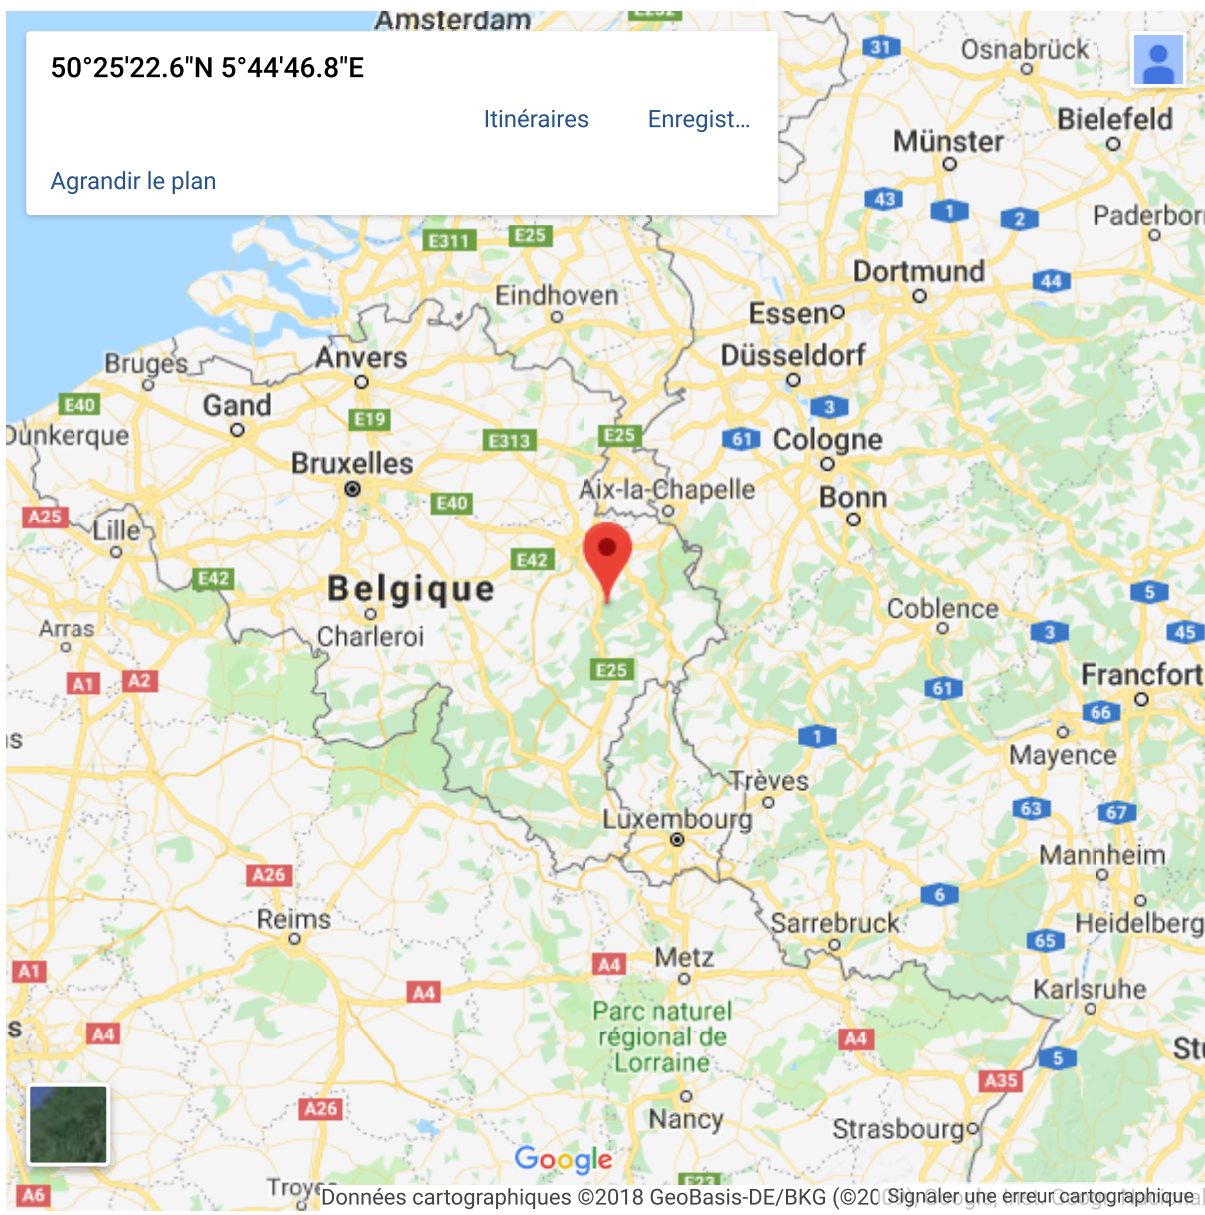 Amsterdam
E232
50°25'22.6"N 5°44'46.8"E
Itinéraires
Enregist...
Agrandir le plan
31
Osnabrück
Bielefeld
Münster
43
1
2
Paderborn
E311
E25
Dortmund
44
Eindhoven
Essen
Bruges
Anvers
Düsseldorf
E40
Gand
E19
3
Dunkerque
E313
E25
61
Cologne
Bruxelles
Aix-la-Chapelle
E40
Bonn
A25
Lille
E42
E42
Belgique
5
Arras
Charleroi
Coblence
3
45
A1
A2
E25
61
Francfort
66
1
Mayence
Trèves
63
67
Luxembourg
Mannheim
A26
6
Reims
Sarrebruck
Heidelberg
65
A1
A4
Metz
A4
Karlsruhe
Parc naturel
régional de
Lorraine
A4
A4
5
A35
A26
Nancy
Strasbourg
Google
E23
A6
Troyes
Données cartographiques ©2018 GeoBasis-DE/BKG (©20
Signaler une erreur cartographique